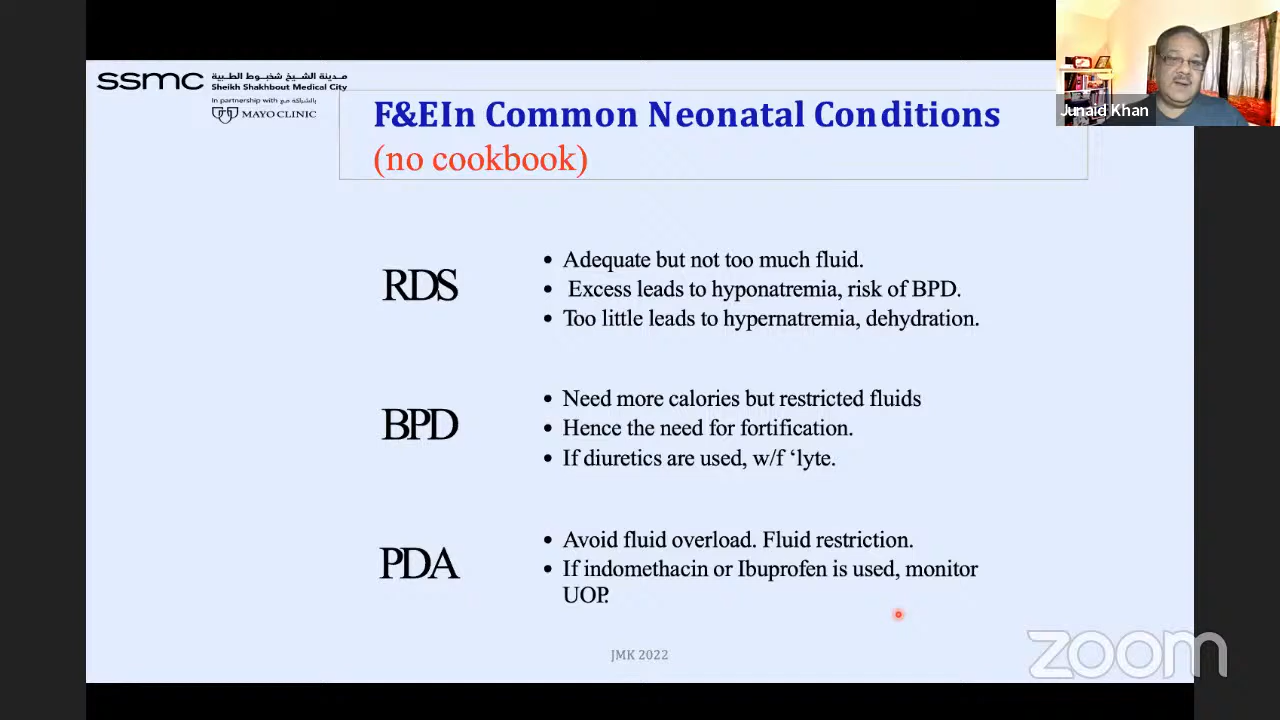 SSMC
مدينة الشيخ شخبوط الطبية
Sheikh Shakhbout Medical City
In partnership with بالشراكة مع
MAYO CLINIC
F&EIn Common Neonatal Conditions
(no cookbook)
Junaid Khan
RDS
• Adequate but not too much fluid.
• Excess leads to hyponatremia, risk of BPD.
• Too little leads to hypernatremia, dehydration.
BPD
• Need more calories but restricted fluids
• Hence the need for fortification.
• If diuretics are used, w/f ‘lyte.
PDA
• Avoid fluid overload. Fluid restriction.
• If indomethacin or Ibuprofen is used, monitor
UOP.
JMK 2022
zoom